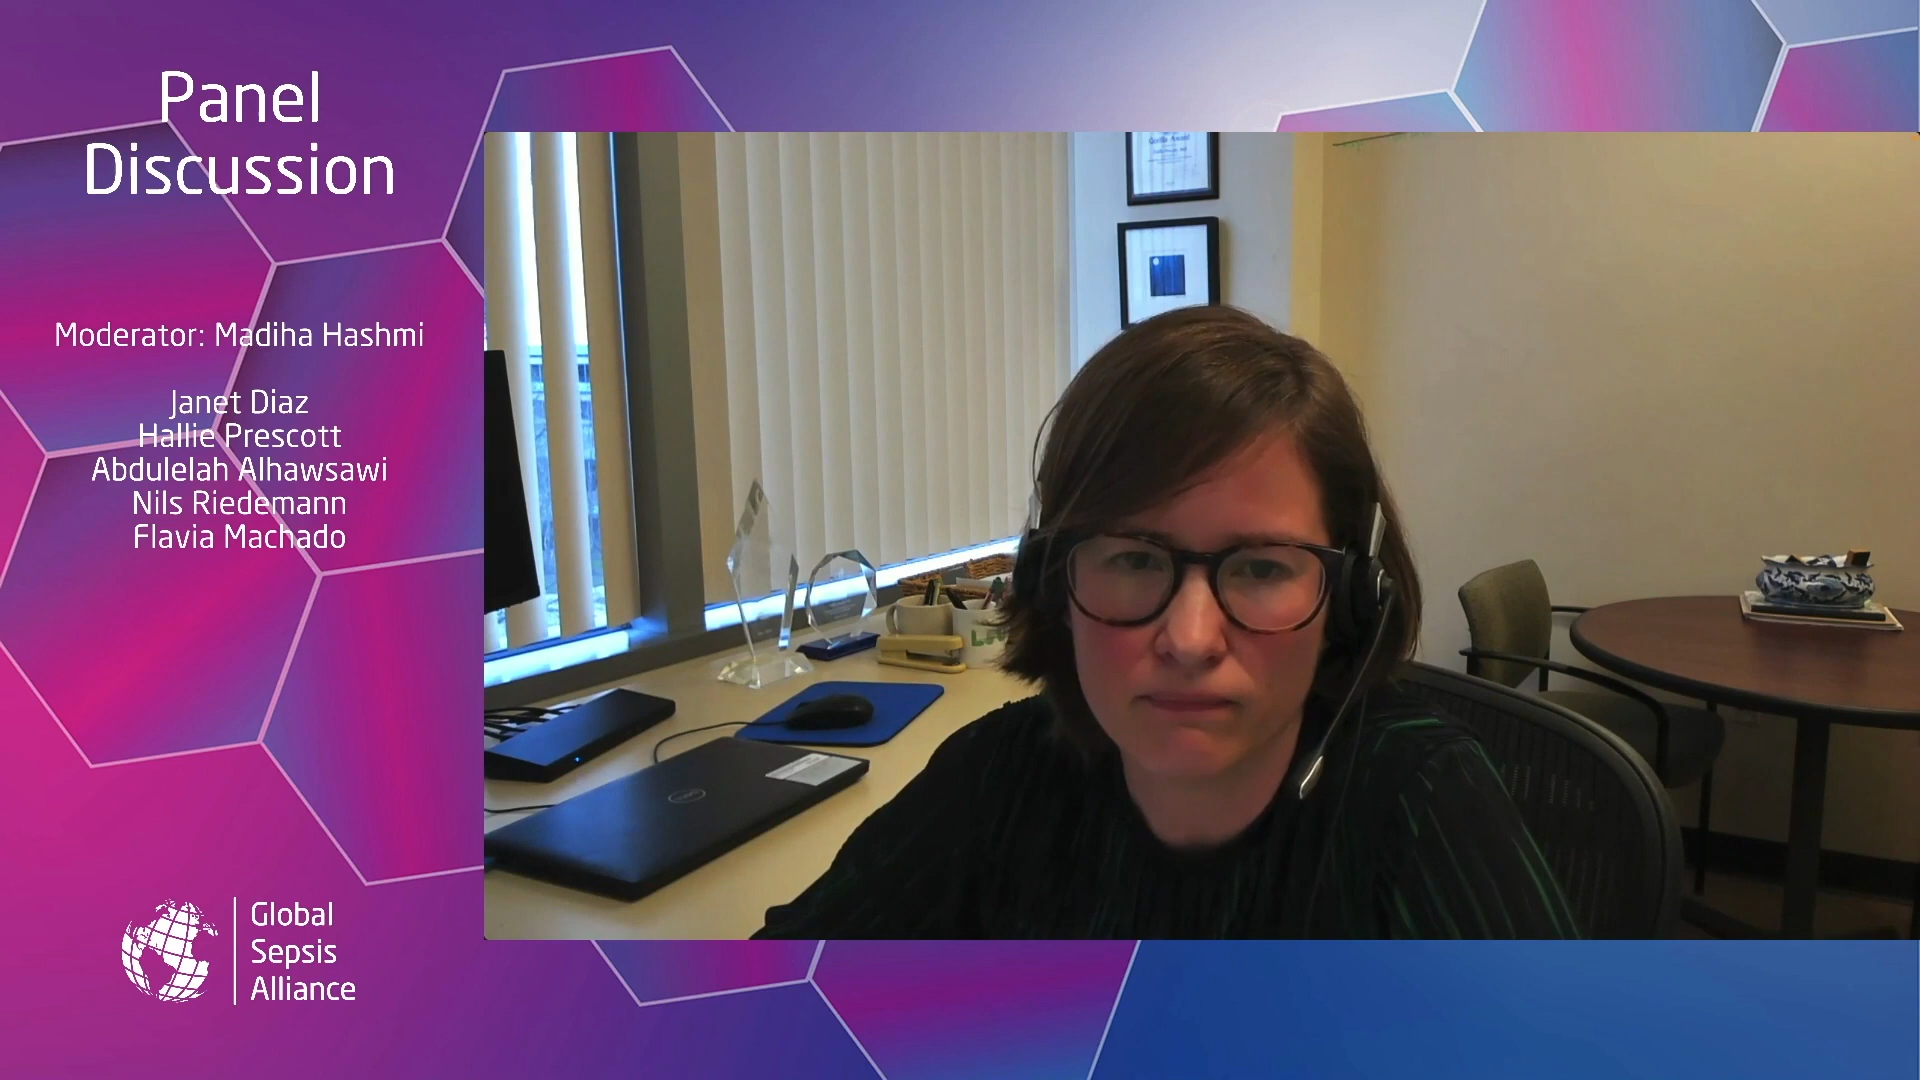 Panel
Discussion
Moderator: Madiha Hashmi
Janet Diaz
Hallie Prescott
Abdulelah Alhawsawi
Nils Riedemann
Flavia Machado
Global
Sepsis
Alliance